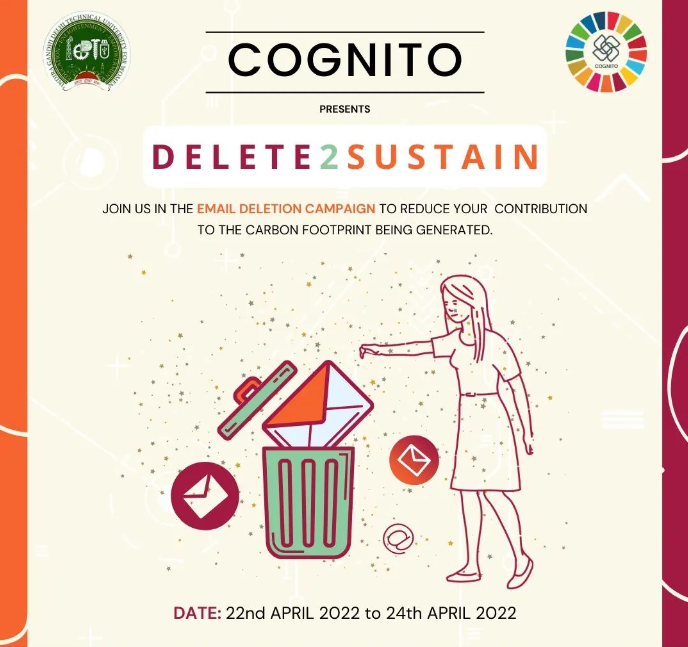 COGNITO
COGNITO
PRESENTS
DELETE2SUSTAIN
JOIN US IN THE EMAIL DELETION CAMPAIGN TO REDUCE YOUR CONTRIBUTION
TO THE CARBON FOOTPRINT BEING GENERATED.
@
DATE: 22nd APRIL 2022 to 24th APRIL 2022